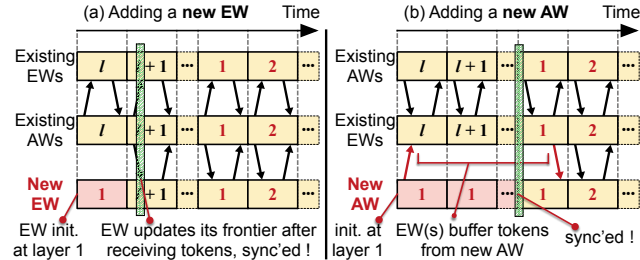 (a) Adding a new EW
Time
Existing EWs
l
+ 1
...
1
2
...
Existing AWs
l
+ 1
...
1
2
...
New EW
1
+ 1
...
1
2
...
EW init. at layer 1
EW updates its frontier after receiving tokens, sync'ed !
(b) Adding a new AW
Time
Existing AWs
l
l + 1
...
1
2
...
Existing EWs
l
l + 1
...
1
2
...
New AW
1
1
...
1
2
...
init. at layer 1
EW(s) buffer tokens from new AW
sync'ed !